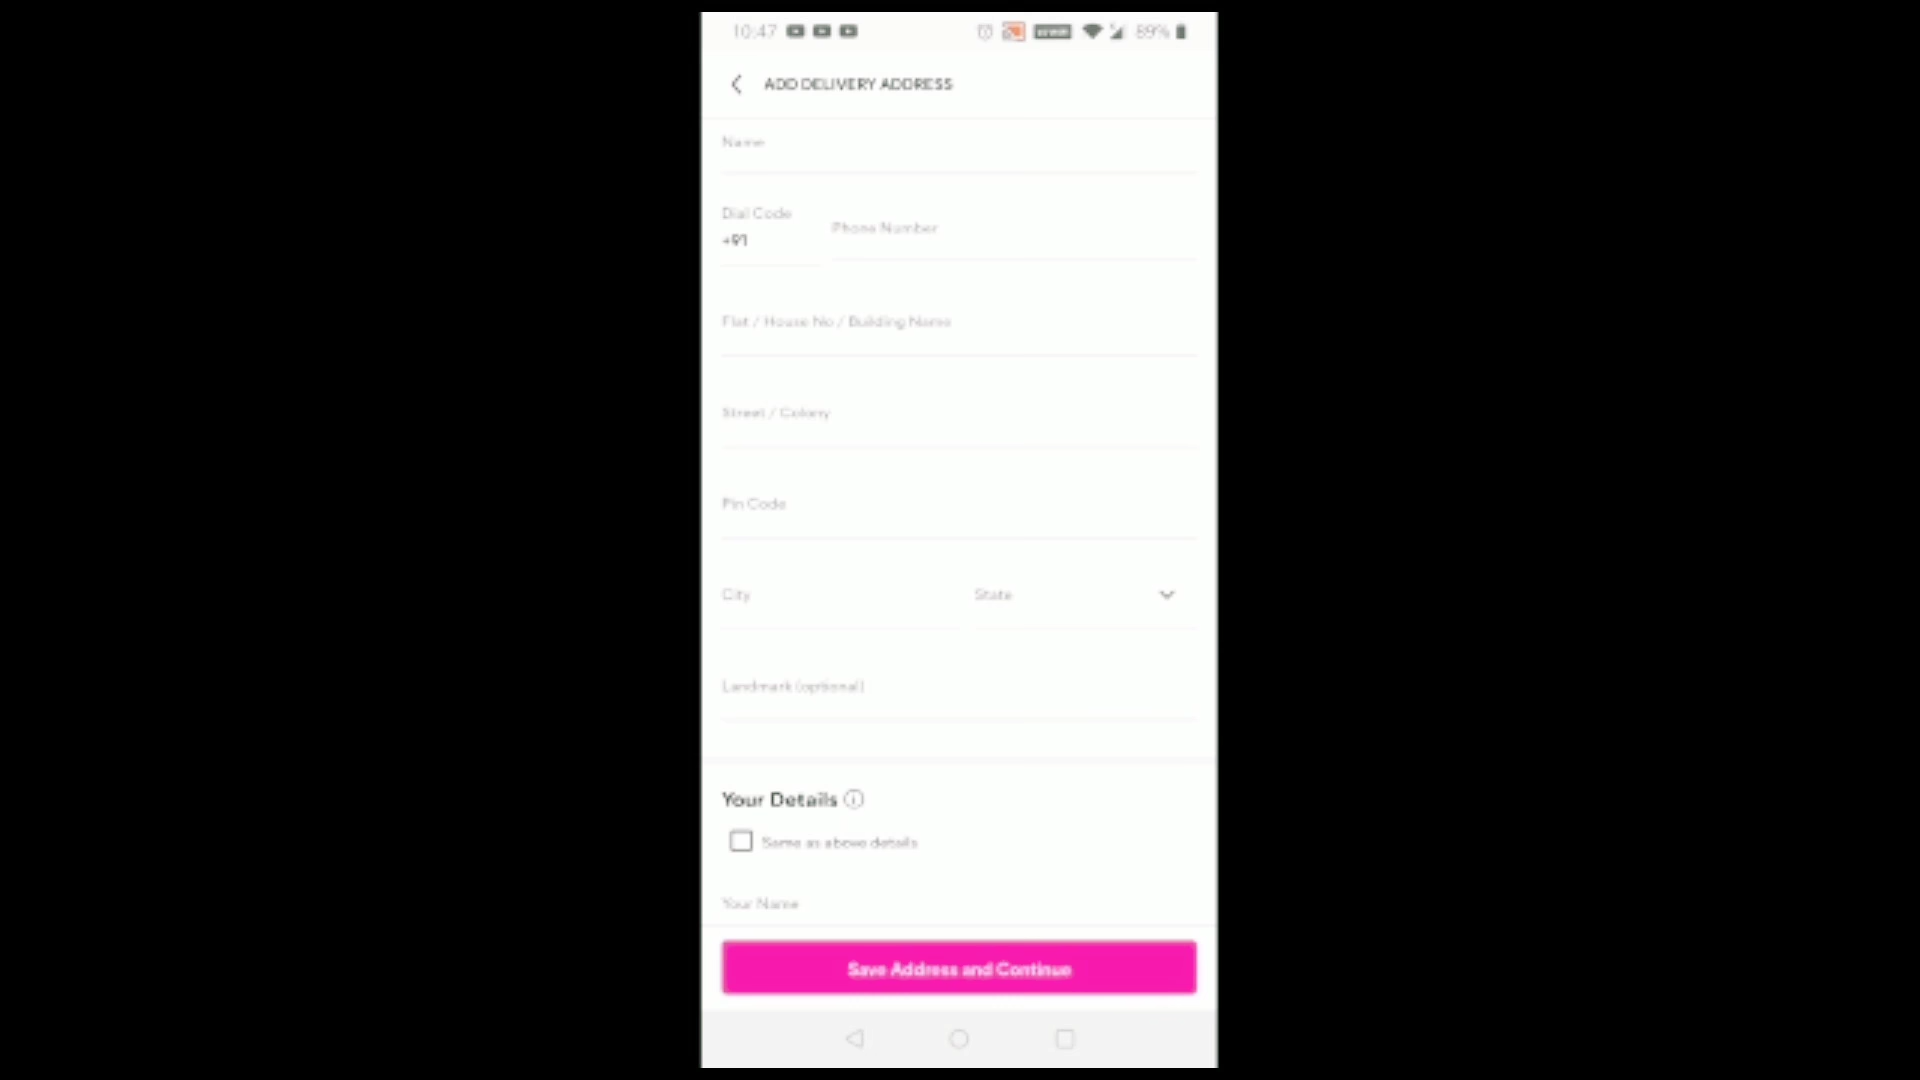 10:47 89%
ADD DELIVERY ADDRESS
Name
Dial Code
+91
Phone Number
Flat / House No / Building Name
Street / Colony
Pin Code
City State
Landmark (optional)
Your Details
Same as above details
Your Name
Save Address and Continue